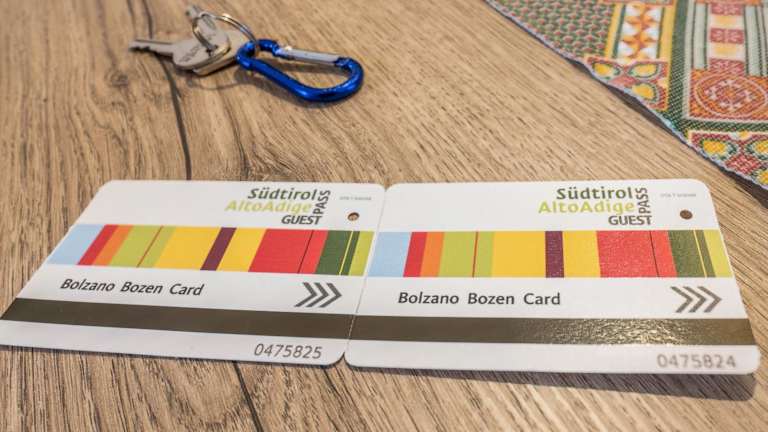 Südtirol
AltoAdige
GUEST PASS
Bolzano Bozen Card
0475825
Südtirol
AltoAdige
GUEST PASS
Bolzano Bozen Card
0475824